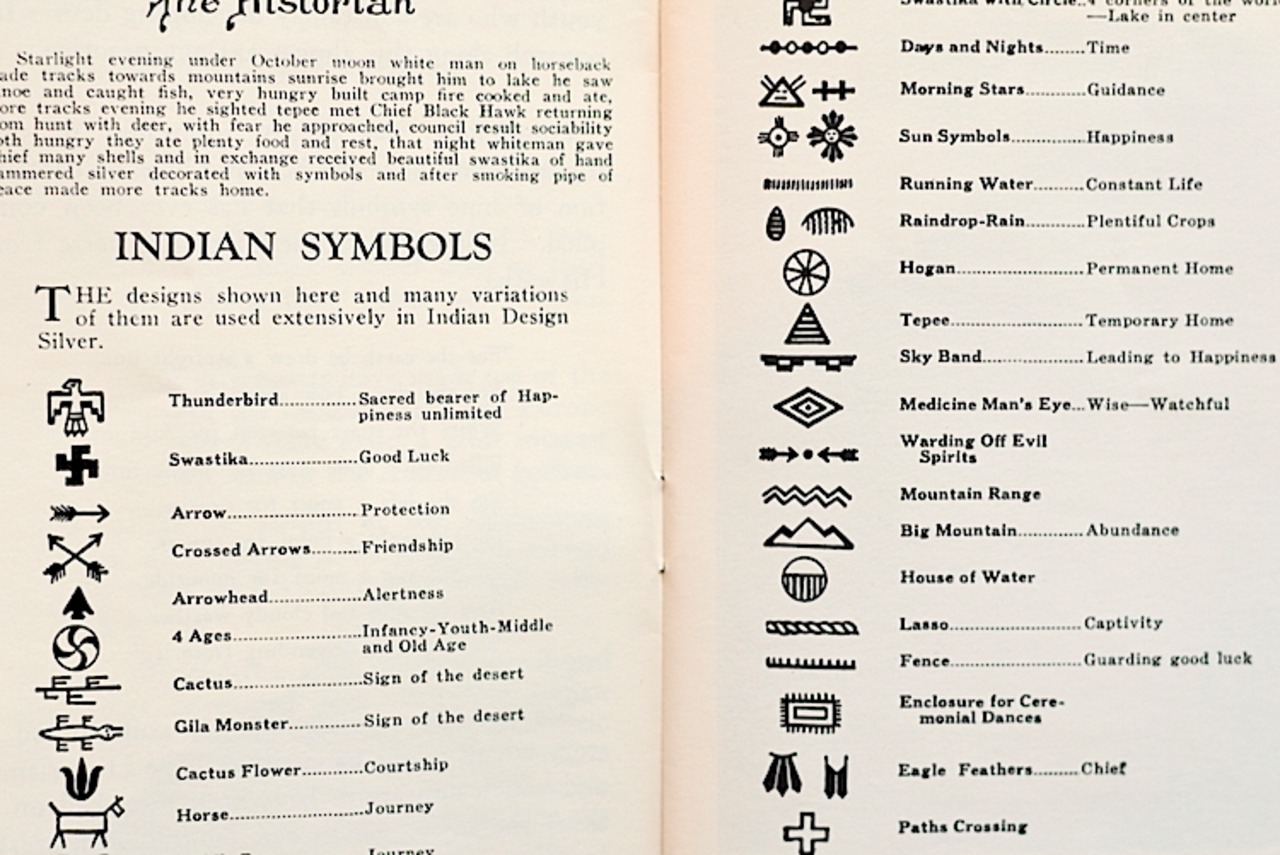 The Historian
Starlight evening under October moon white man on horseback
ade tracks towards mountains sunrise brought him to lake he saw
noe and caught fish, very hungry built camp fire cooked and ate,
ore tracks evening he sighted tepee met Chief Black Hawk returning
om hunt with deer, with fear he approached, council result sociability
oth hungry they ate plenty food and rest, that night whiteman gave
hief many shells and in exchange received beautiful swastika of hand
ammered silver decorated with symbols and after smoking pipe of
eace made more tracks home.
INDIAN SYMBOLS
THE designs shown here and many variations
of them are used extensively in Indian Design
Silver.
Thunderbird............Sacred bearer of Hap-
piness unlimited
Swastika.................Good Luck
Arrow....................Protection
Crossed Arrows........Friendship
Arrowhead..............Alertness
4 Ages....................Infancy-Youth-Middle
and Old Age
Cactus....................Sign of the desert
Gila Monster............Sign of the desert
Cactus Flower..........Courtship
Horse.....................Journey
Journey
Swastika with Circle..4 corners of the world
—Lake in center
Days and Nights........Time
Morning Stars...........Guidance
Sun Symbols.............Happiness
Running Water.........Constant Life
Raindrop-Rain..........Plentiful Crops
Hogan.....................Permanent Home
Tepee......................Temporary Home
Sky Band.................Leading to Happiness
Medicine Man's Eye...Wise—Watchful
Warding Off Evil
Spirits
Mountain Range
Big Mountain............Abundance
House of Water
Lasso......................Captivity
Fence......................Guarding good luck
Enclosure for Cere-
monial Dances
Eagle Feathers.........Chief
Paths Crossing